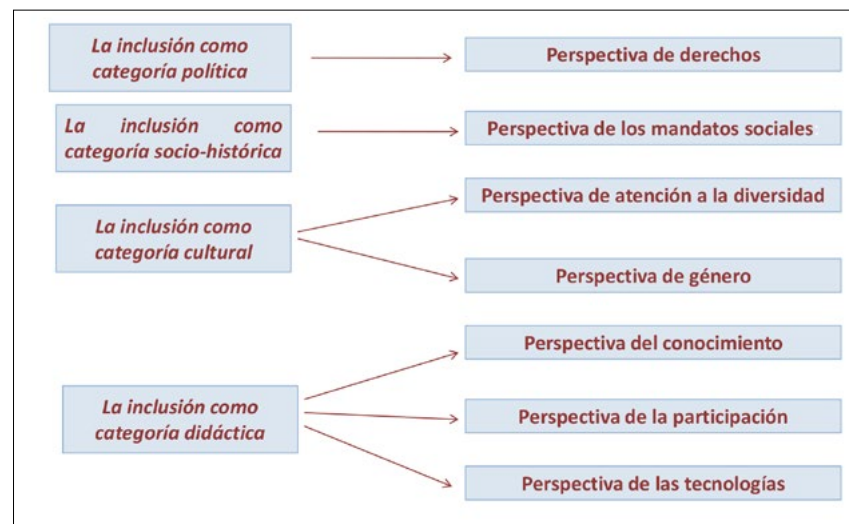 La inclusión como
categoría política
Perspectiva de derechos
La inclusión como
categoría socio-histórica
Perspectiva de los mandatos sociales
La inclusión como
categoría cultural
Perspectiva de atención a la diversidad
Perspectiva de género
La inclusión como
categoría didáctica
Perspectiva del conocimiento
Perspectiva de la participación
Perspectiva de las tecnologías